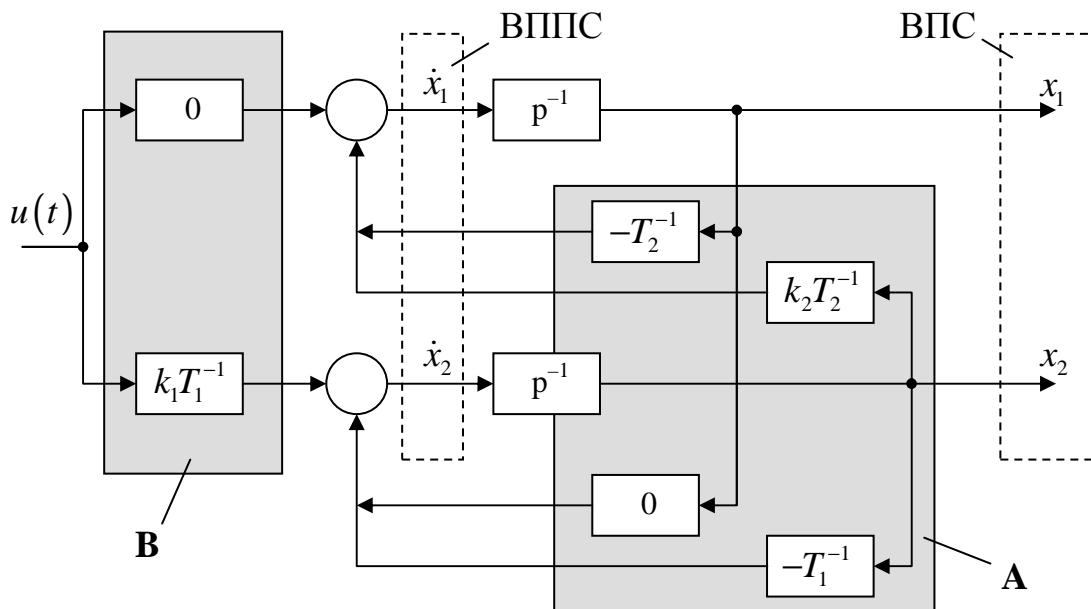 ВППС
ВПС
ẋ₁
x₁
0
p⁻¹
u(t)
−T₂⁻¹
k₂T₂⁻¹
ẋ₂
x₂
k₁T₁⁻¹
p⁻¹
0
B
−T₁⁻¹
A